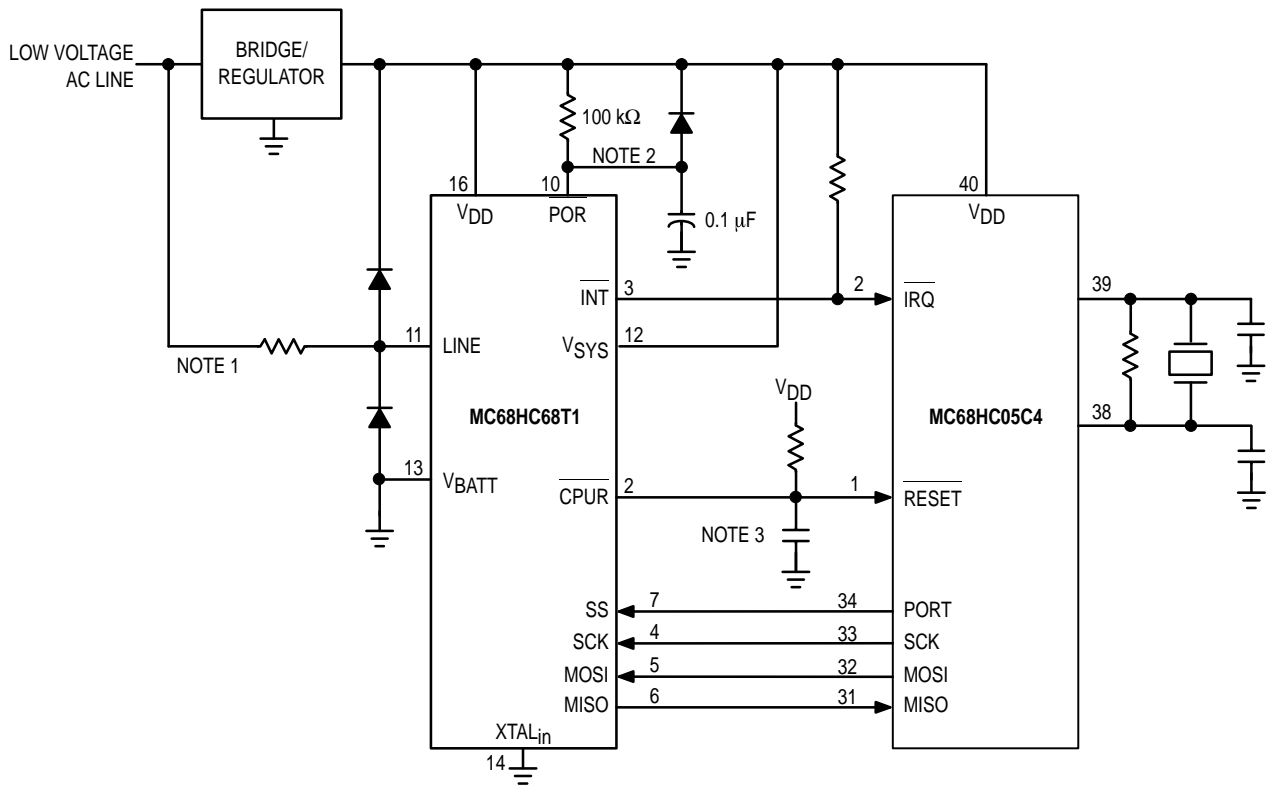 LOW VOLTAGE
AC LINE
BRIDGE/
REGULATOR
100 kΩ
NOTE 2
16
10
40
VDD
POR
0.1 µF
VDD
INT
3
2
IRQ
39
11
LINE
VSYS
12
NOTE 1
VDD
MC68HC68T1
MC68HC05C4
38
13
VBATT
CPUR
2
1
RESET
NOTE 3
SS
7
34
PORT
SCK
4
33
SCK
MOSI
5
32
MOSI
MISO
6
31
MISO
XTALin
14